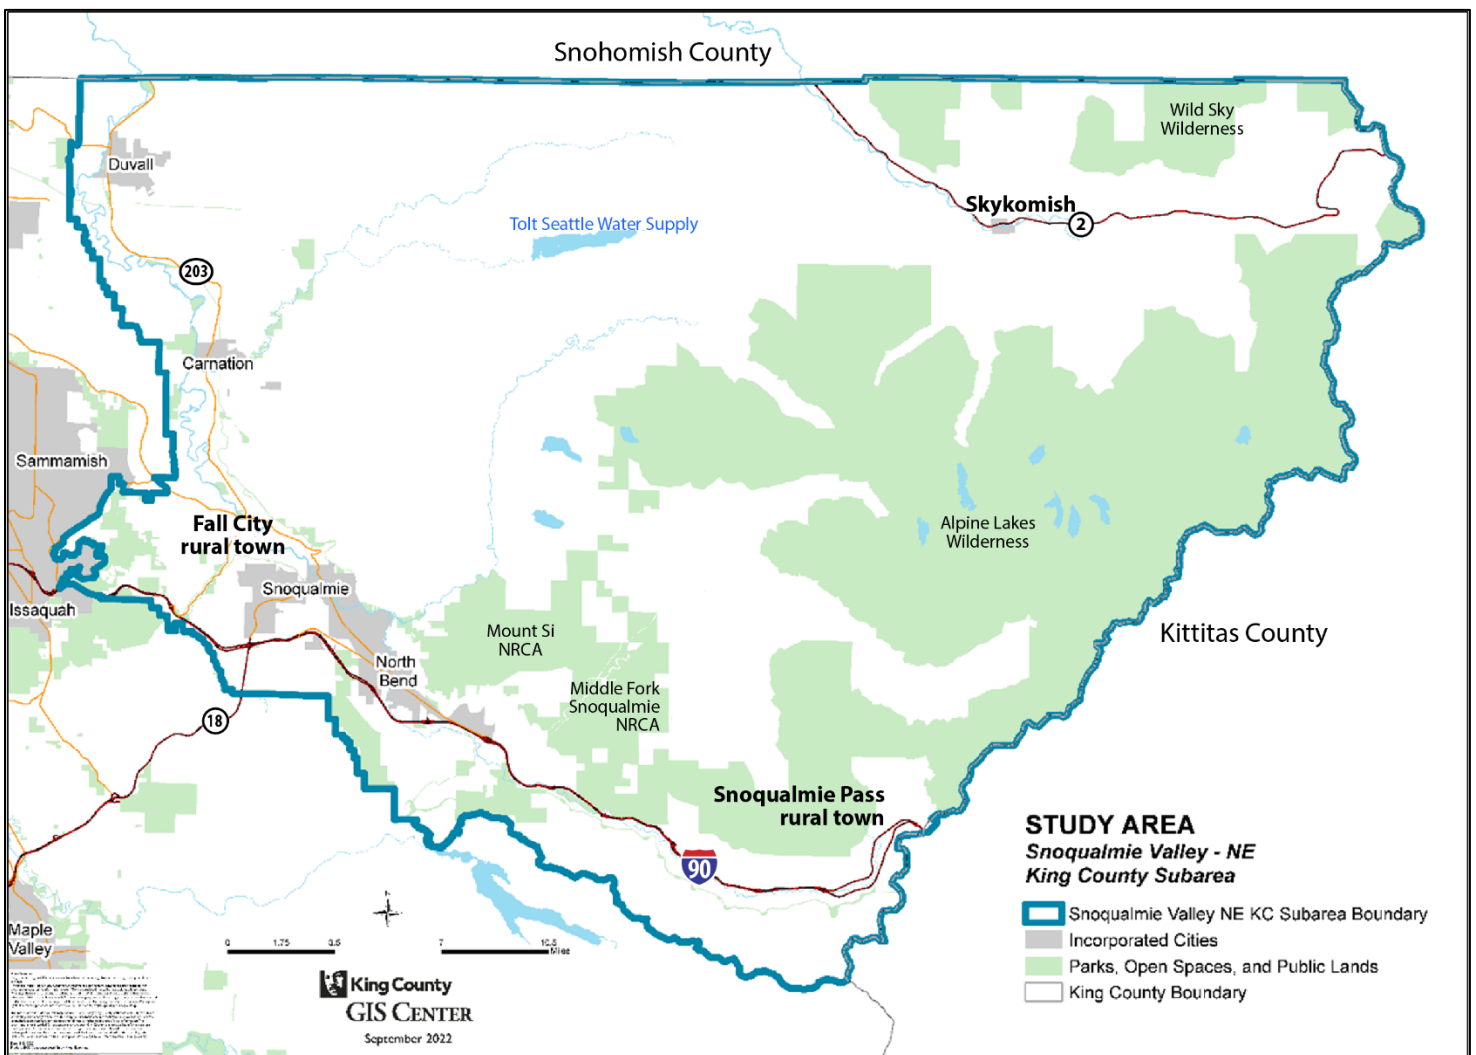 Snohomish County
Wild Sky
Wilderness
Duvall
Skykomish
2
Tolt Seattle Water Supply
203
Carnation
Sammamish
Fall City
rural town
Alpine Lakes
Wilderness
Snoqualmie
Issaquah
Mount Si
NRCA
Kittitas County
North
Bend
Middle Fork
Snoqualmie
NRCA
18
Snoqualmie Pass
rural town
90
STUDY AREA
Snoqualmie Valley - NE
King County Subarea
Snoqualmie Valley NE KC Subarea Boundary
Incorporated Cities
Parks, Open Spaces, and Public Lands
King County Boundary
Maple
Valley
0 1.75 3.5 7 10.5
Miles
King County
GIS CENTER
September 2022